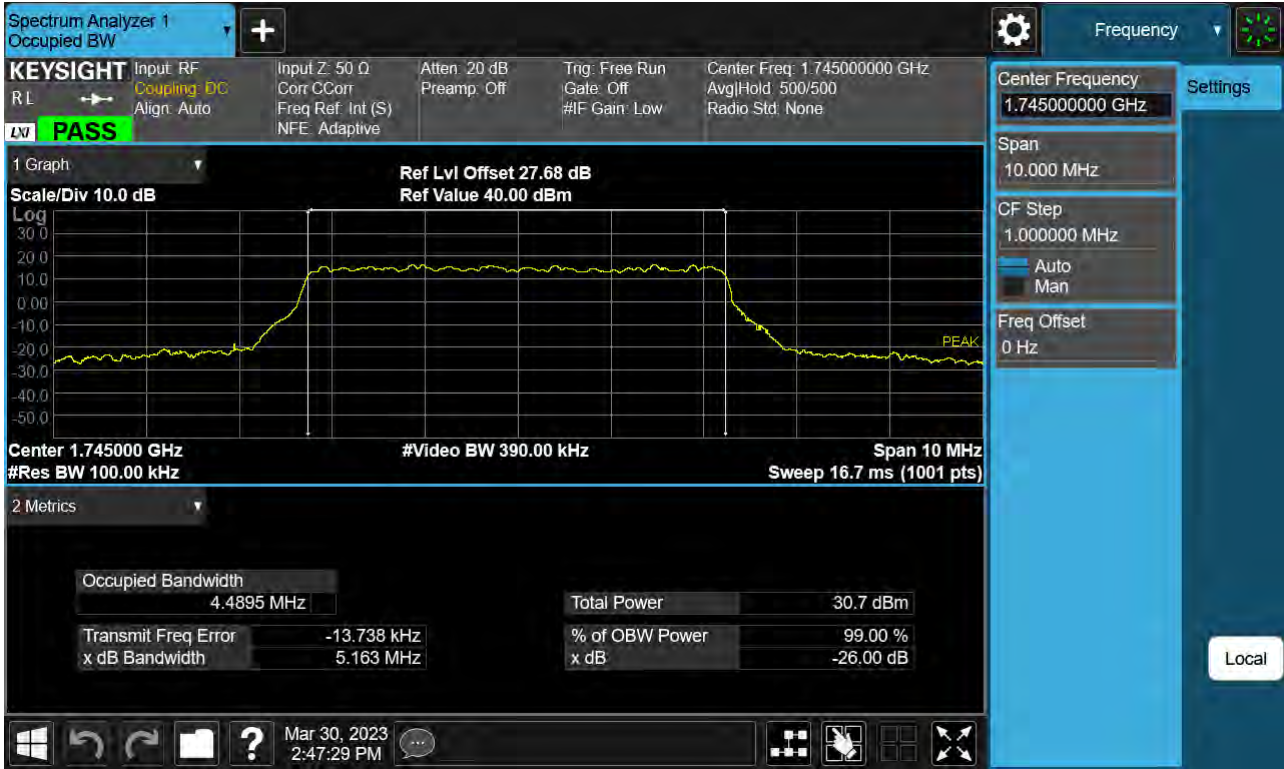 Spectrum Analyzer 1
Occupied BW
Frequency
KEYSIGHT
R L
LXI PASS
Input: RF
Coupling: DC
Align: Auto
Input Z: 50 Ω
Corr CCorr
Freq Ref: Int (S)
NFE: Adaptive
Atten: 20 dB
Preamp: Off
Trig: Free Run
Gate: Off
#IF Gain: Low
Center Freq: 1.745000000 GHz
Avg|Hold: 500/500
Radio Std: None
Center Frequency
1.745000000 GHz
Settings
Span
10.000 MHz
CF Step
1.000000 MHz
Auto
Man
Freq Offset
0 Hz
Local
1 Graph
Scale/Div 10.0 dB
Ref Lvl Offset 27.68 dB
Ref Value 40.00 dBm
Log
30.0
20.0
10.0
0.00
-10.0
-20.0
-30.0
-40.0
-50.0
PEAK
Center 1.745000 GHz
#Video BW 390.00 kHz
Span 10 MHz
#Res BW 100.00 kHz
Sweep 16.7 ms (1001 pts)
2 Metrics
Occupied Bandwidth
4.4895 MHz
Total Power 30.7 dBm
Transmit Freq Error -13.738 kHz
% of OBW Power 99.00 %
x dB Bandwidth 5.163 MHz
x dB -26.00 dB
?
Mar 30, 2023
2:47:29 PM